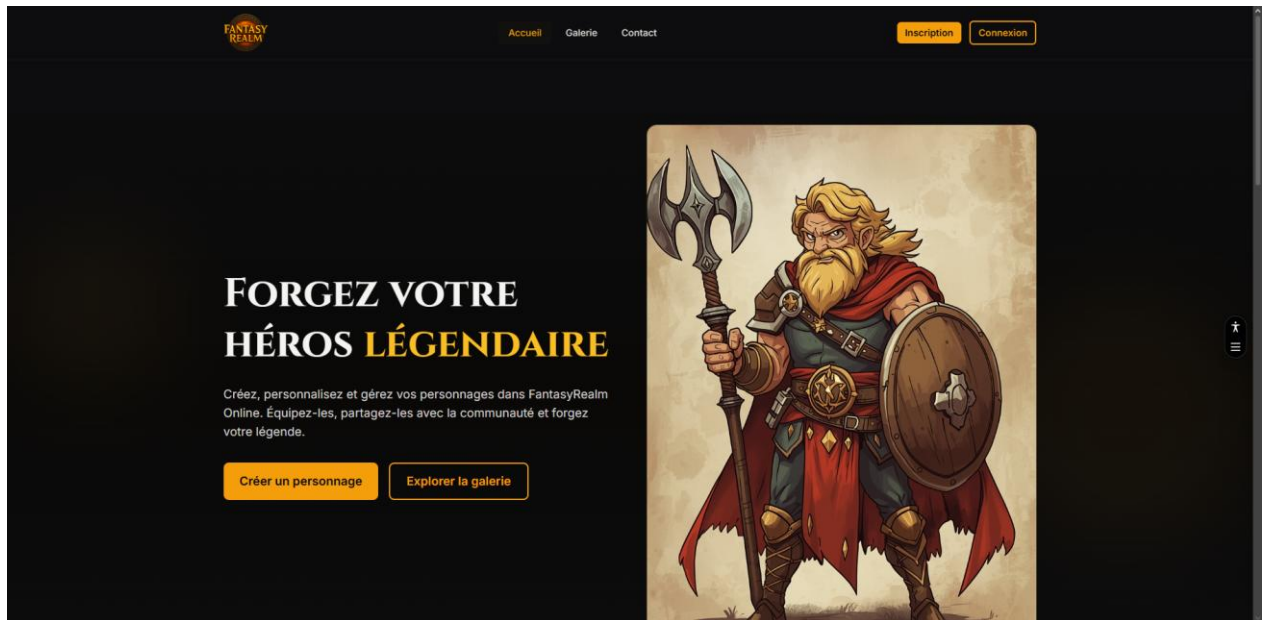 FANTASY
REALM
Accueil
Galerie
Contact
Inscription
Connexion
FORGEZ VOTRE
HÉROS LÉGENDAIRE
Créez, personnalisez et gérez vos personnages dans FantasyRealm
Online. Équipez-les, partagez-les avec la communauté et forgez
votre légende.
Créer un personnage
Explorer la galerie